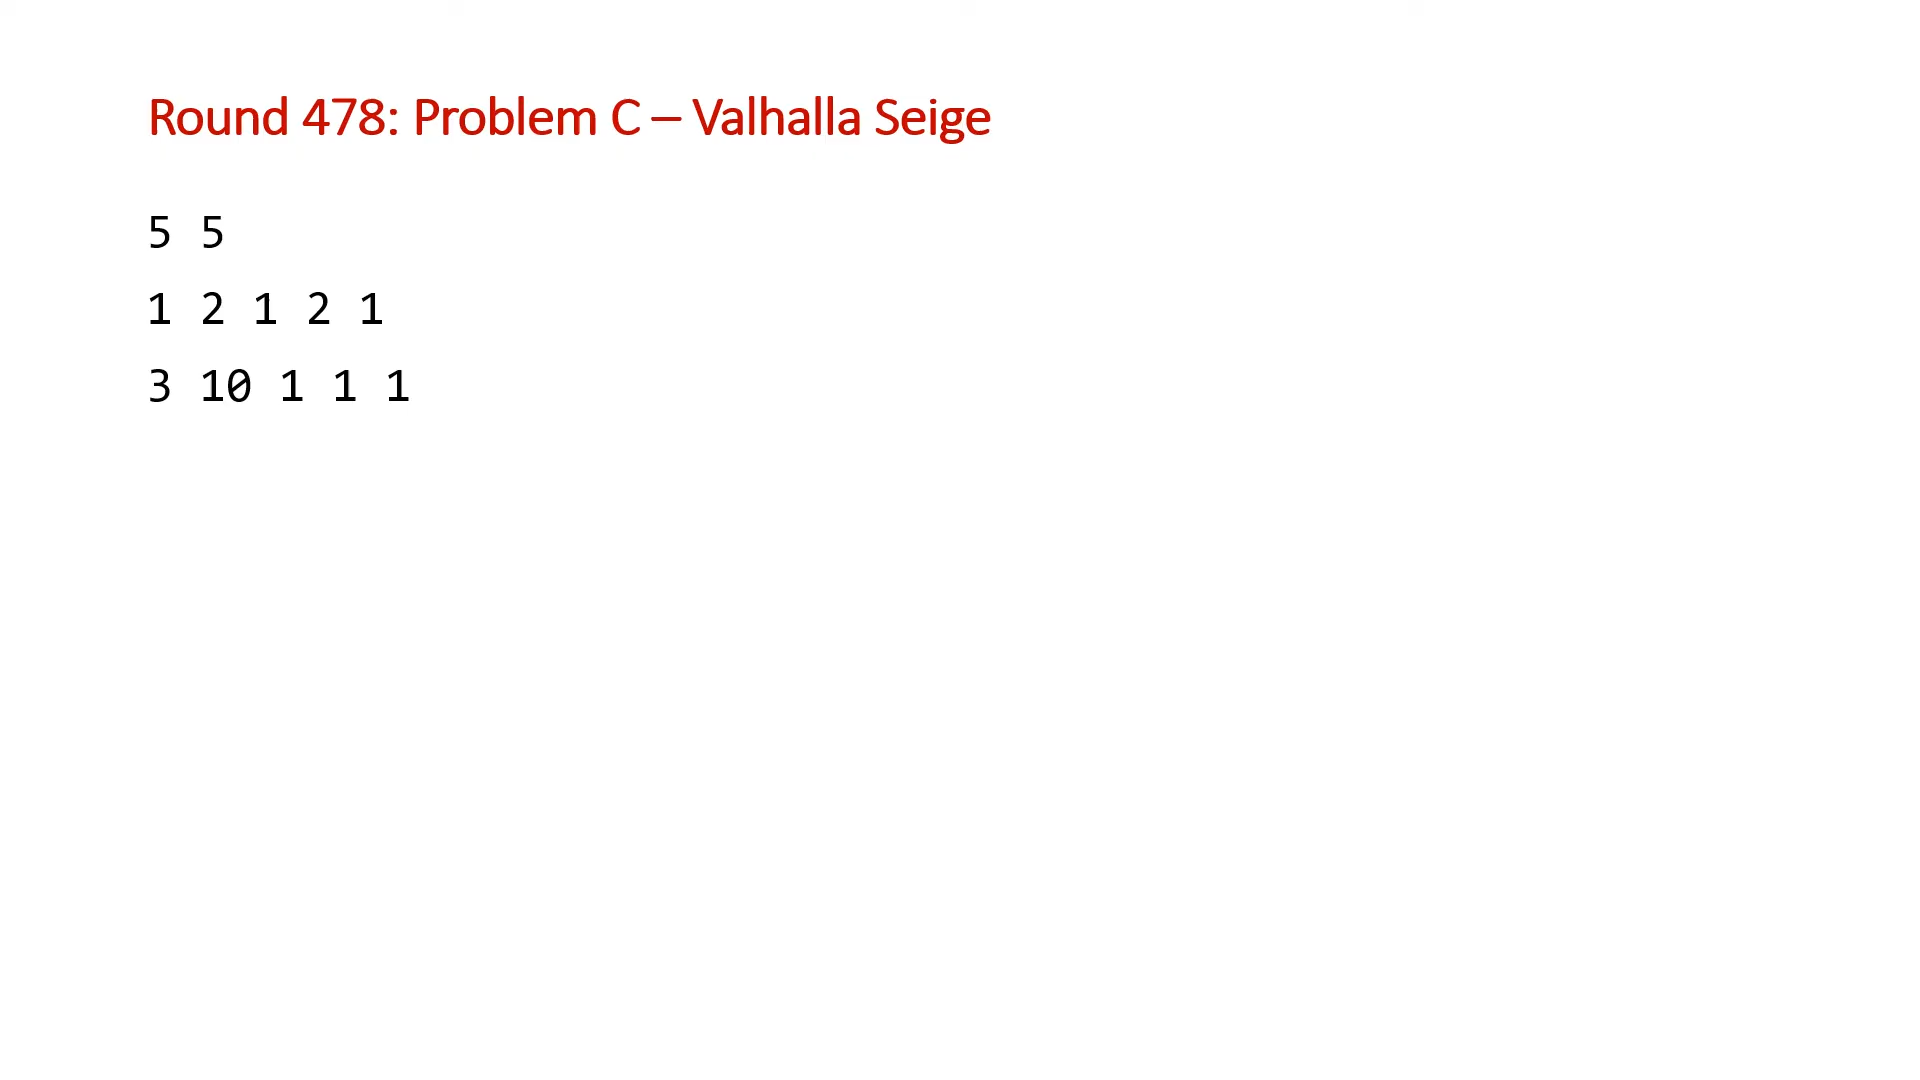 Round 478: Problem C – Valhalla Seige
5 5
1 2 1 2 1
3 10 1 1 1